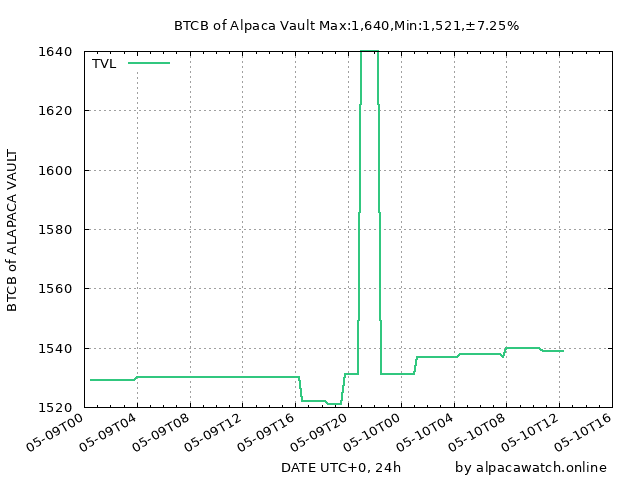 BTCB of Alpaca Vault Max:1,640,Min:1,521,±7.25%
TVL
1640
1620
1600
1580
1560
1540
1520
BTCB of ALAPACA VAULT
05-09T00
05-09T04
05-09T08
05-09T12
05-09T16
05-09T20
05-10T00
05-10T04
05-10T08
05-10T12
05-10T16
DATE UTC+0, 24h
by alpacawatch.online